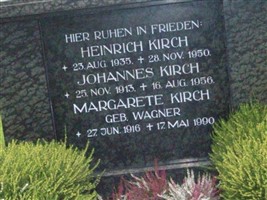 HIER RUHEN IN FRIEDEN:
HEINRICH KIRCH
+ 23.AUG.1935. + 28.NOV. 1950.
JOHANNES KIRCH
+ 25.NOV.1913. + 16.AUG. 1956.
MARGARETE KIRCH
GEB. WAGNER
+ 27. JUNI 1916 + 17. MAI 1990.